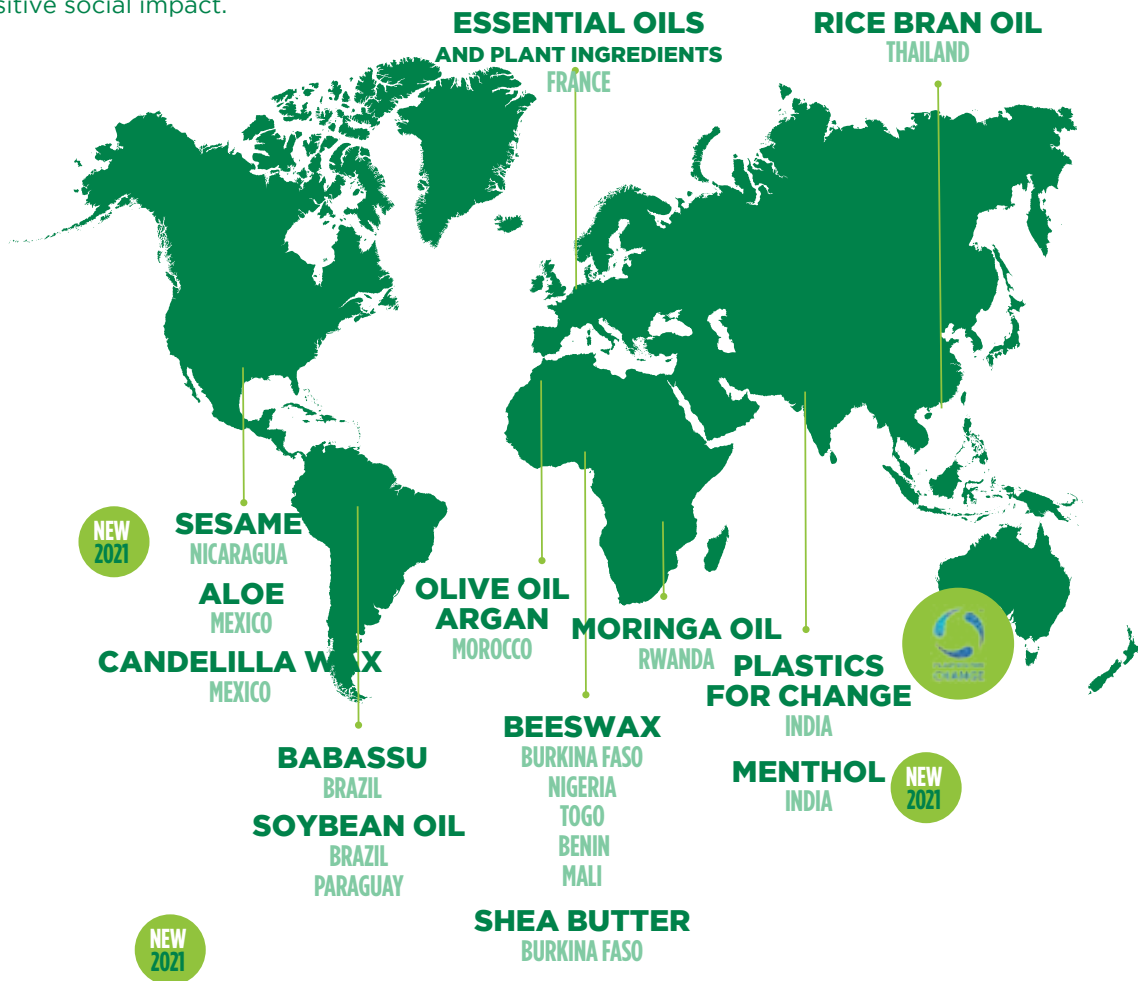 sitive social impact.
ESSENTIAL OILS
AND PLANT INGREDIENTS
FRANCE
RICE BRAN OIL
THAILAND
NEW
2021
SESAME
NICARAGUA
ALOE
MEXICO
CANDELILLA WAX
MEXICO
OLIVE OIL
ARGAN
MOROCCO
MORINGA OIL
RWANDA
PLASTICS
FOR CHANGE
INDIA
CHANGE
BABASSU
BRAZIL
SOYBEAN OIL
BRAZIL
PARAGUAY
BEESWAX
BURKINA FASO
NIGERIA
TOGO
BENIN
MALI
MENTHOL
INDIA
NEW
2021
SHEA BUTTER
BURKINA FASO
NEW
2021